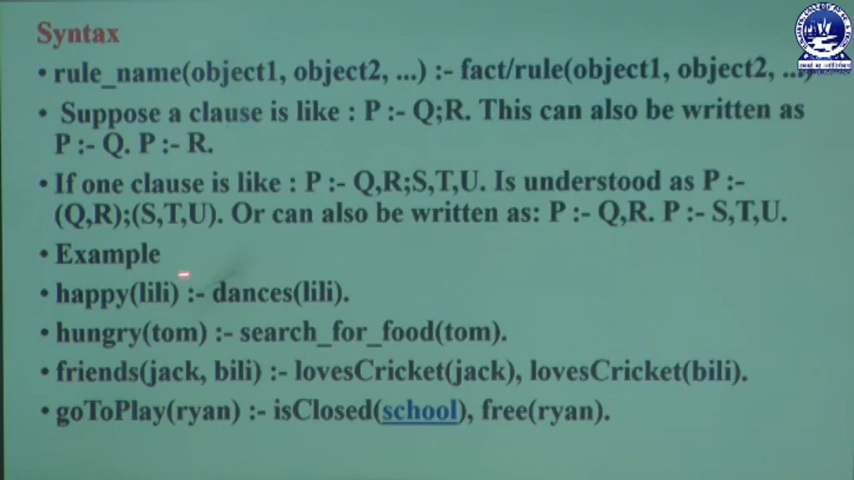 Syntax
• rule_name(object1, object2, ...) :- fact/rule(object1, object2, ...)
• Suppose a clause is like : P :- Q;R. This can also be written as
P :- Q. P :- R.
• If one clause is like : P :- Q,R;S,T,U. Is understood as P :-
(Q,R);(S,T,U). Or can also be written as: P :- Q,R. P :- S,T,U.
• Example
• happy(lili) :- dances(lili).
• hungry(tom) :- search_for_food(tom).
• friends(jack, bili) :- lovesCricket(jack), lovesCricket(bili).
• goToPlay(ryan) :- isClosed(school), free(ryan).